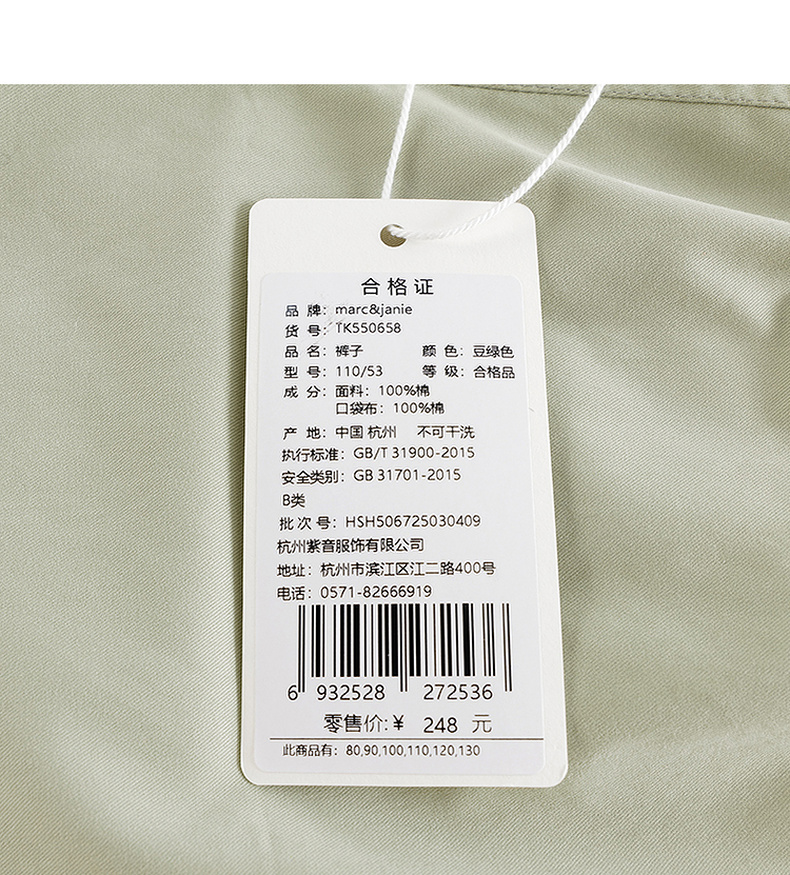 合格证
品 牌：marc&janie
货 号：TK550658
品 名：裤子 颜 色：豆绿色
型 号：110/53 等 级：合格品
成 分：面料：100%棉
口袋布：100%棉
产 地：中国 杭州 不可干洗
执行标准：GB/T 31900-2015
安全类别：GB 31701-2015
B类
批 次 号：HSH506725030409
杭州紫音服饰有限公司
地址：杭州市滨江区江二路400号
电话：0571-82666919
6 932528 272536
零售价:¥ 248 元
此商品有：80,90,100,110,120,130